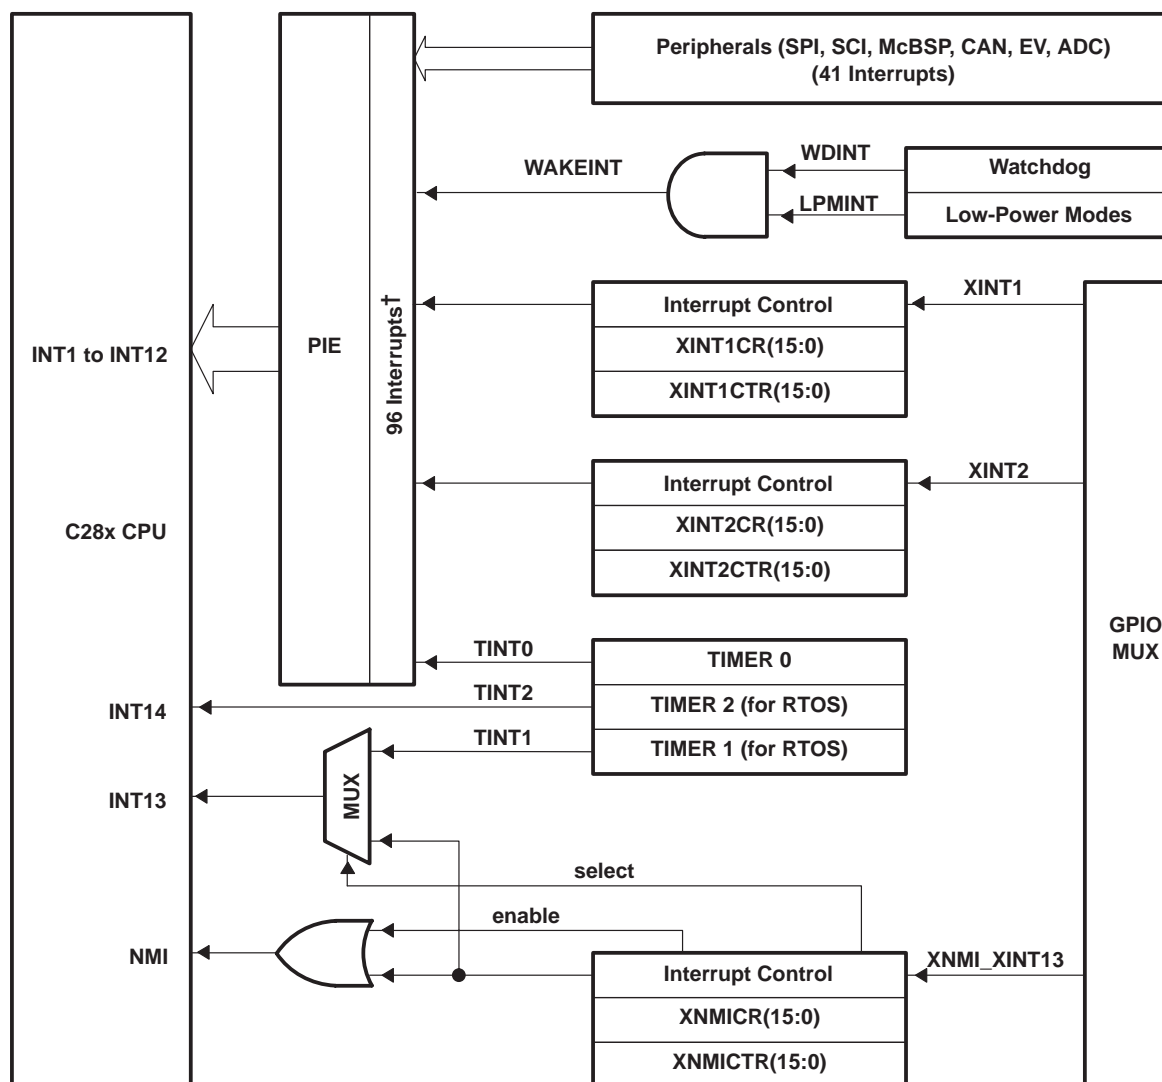 Peripherals (SPI, SCI, McBSP, CAN, EV, ADC)
(41 Interrupts)
WDINT
Watchdog
WAKEINT
LPMINT
Low-Power Modes
XINT1
Interrupt Control
XINT1CR(15:0)
XINT1CTR(15:0)
INT1 to INT12
PIE
96 Interrupts†
XINT2
Interrupt Control
XINT2CR(15:0)
XINT2CTR(15:0)
C28x CPU
GPIO
MUX
TINT0
TIMER 0
TINT2
TIMER 2 (for RTOS)
INT14
TINT1
TIMER 1 (for RTOS)
INT13
MUX
select
enable
NMI
XNMI_XINT13
Interrupt Control
XNMICR(15:0)
XNMICTR(15:0)